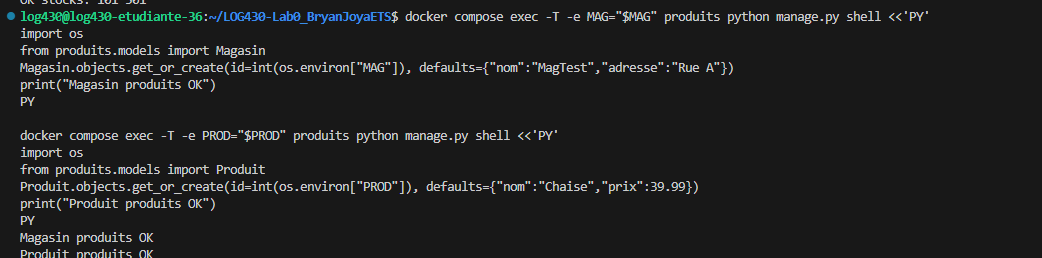 log430@log430-etudiante-36:~/LOG430-Lab0_BryanJoyaETS$ docker compose exec -T -e MAG="$MAG" produits python manage.py shell <<'PY'
import os
from produits.models import Magasin
Magasin.objects.get_or_create(id=int(os.environ["MAG"]), defaults={"nom":"MagTest","adresse":"Rue A"})
print("Magasin produits OK")
PY
docker compose exec -T -e PROD="$PROD" produits python manage.py shell <<'PY'
import os
from produits.models import Produit
Produit.objects.get_or_create(id=int(os.environ["PROD"]), defaults={"nom":"Chaise","prix":39.99})
print("Produit produits OK")
PY
Magasin produits OK
Produit produits OK